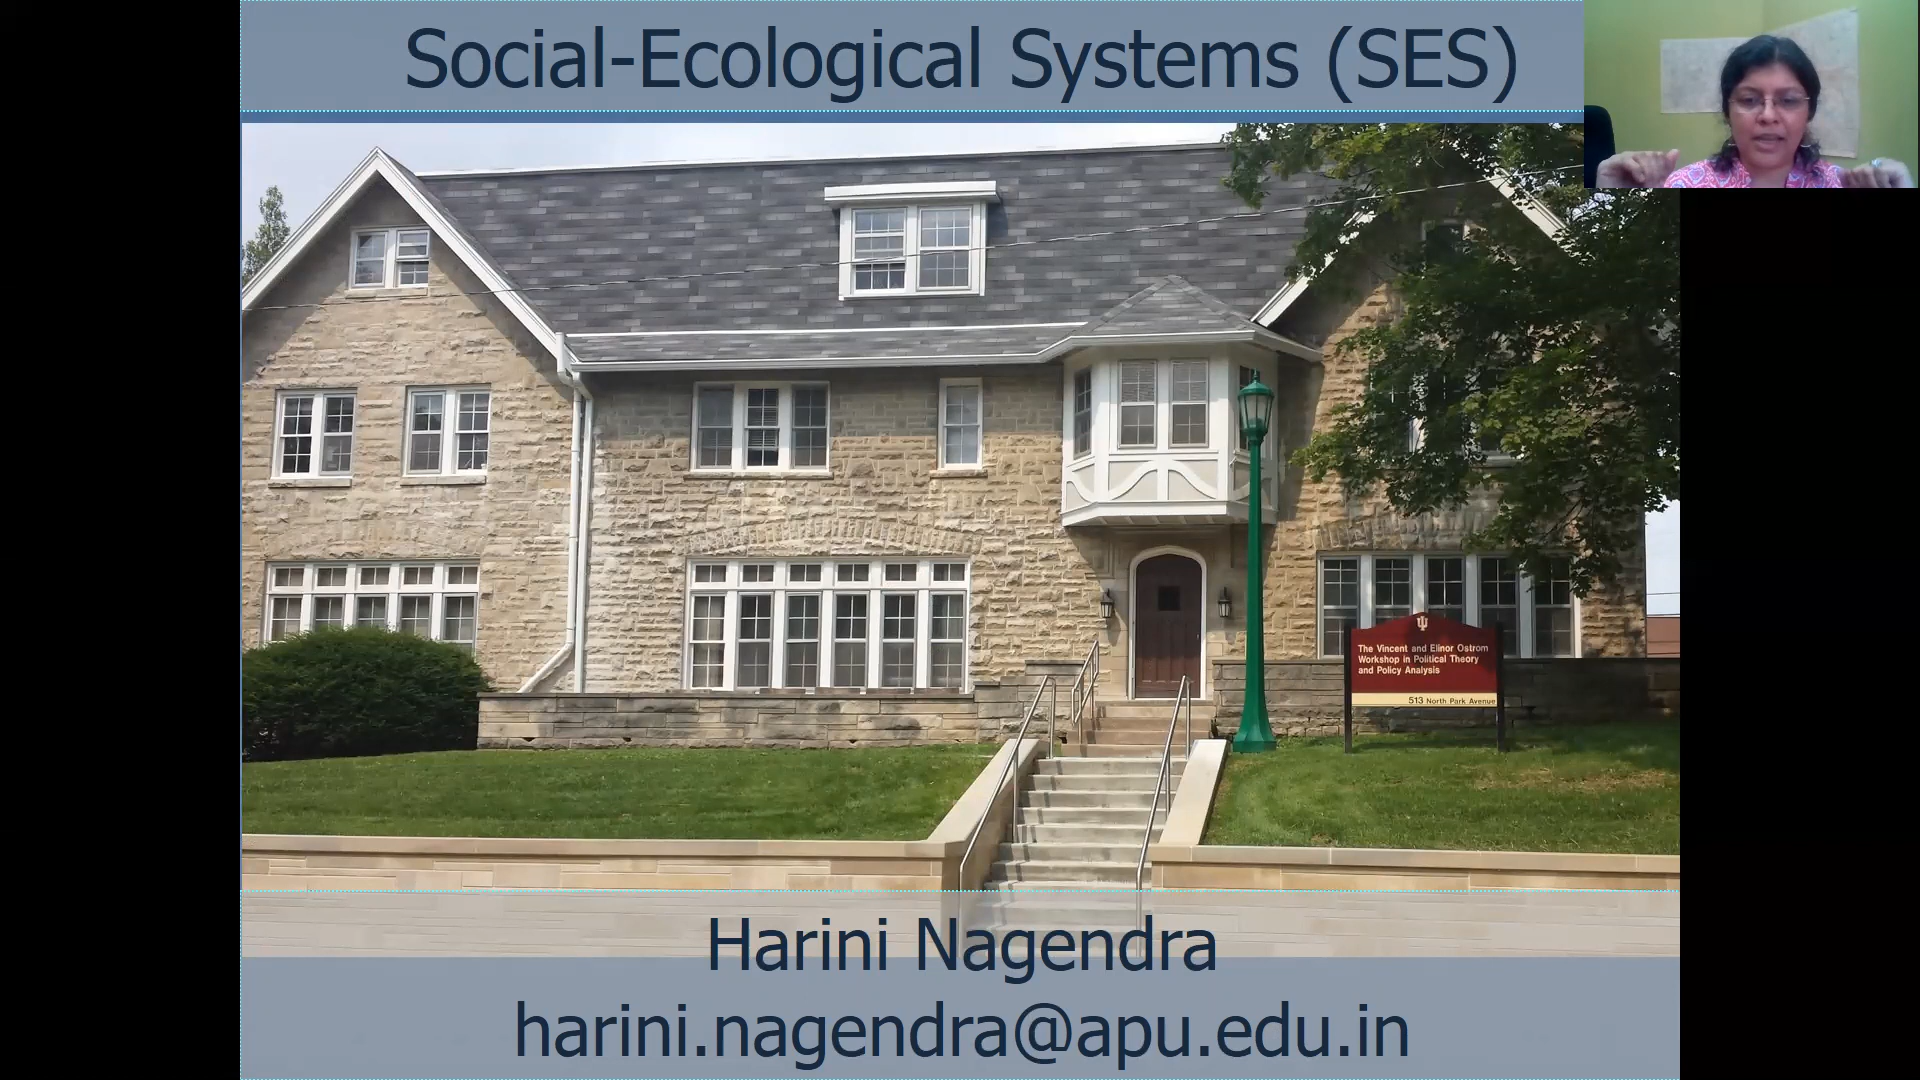 Social-Ecological Systems (SES)
The Vincent and Elinor Ostrom
Workshop in Political Theory
and Policy Analysis
513 North Park Avenue
Harini Nagendra
harini.nagendra@apu.edu.in